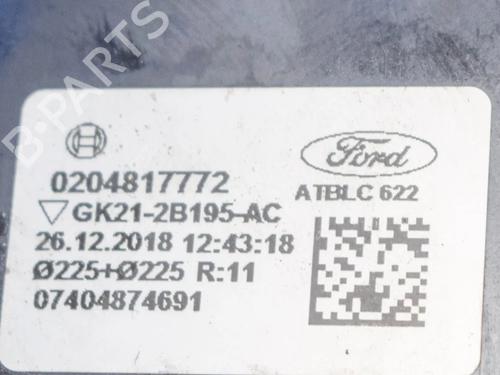 B-PARTS
Ford
0204817772
ATBLC 622
▽GK21-2B195-AC
26.12.2018 12:43:18
Ø225+Ø225 R:11
07404874691